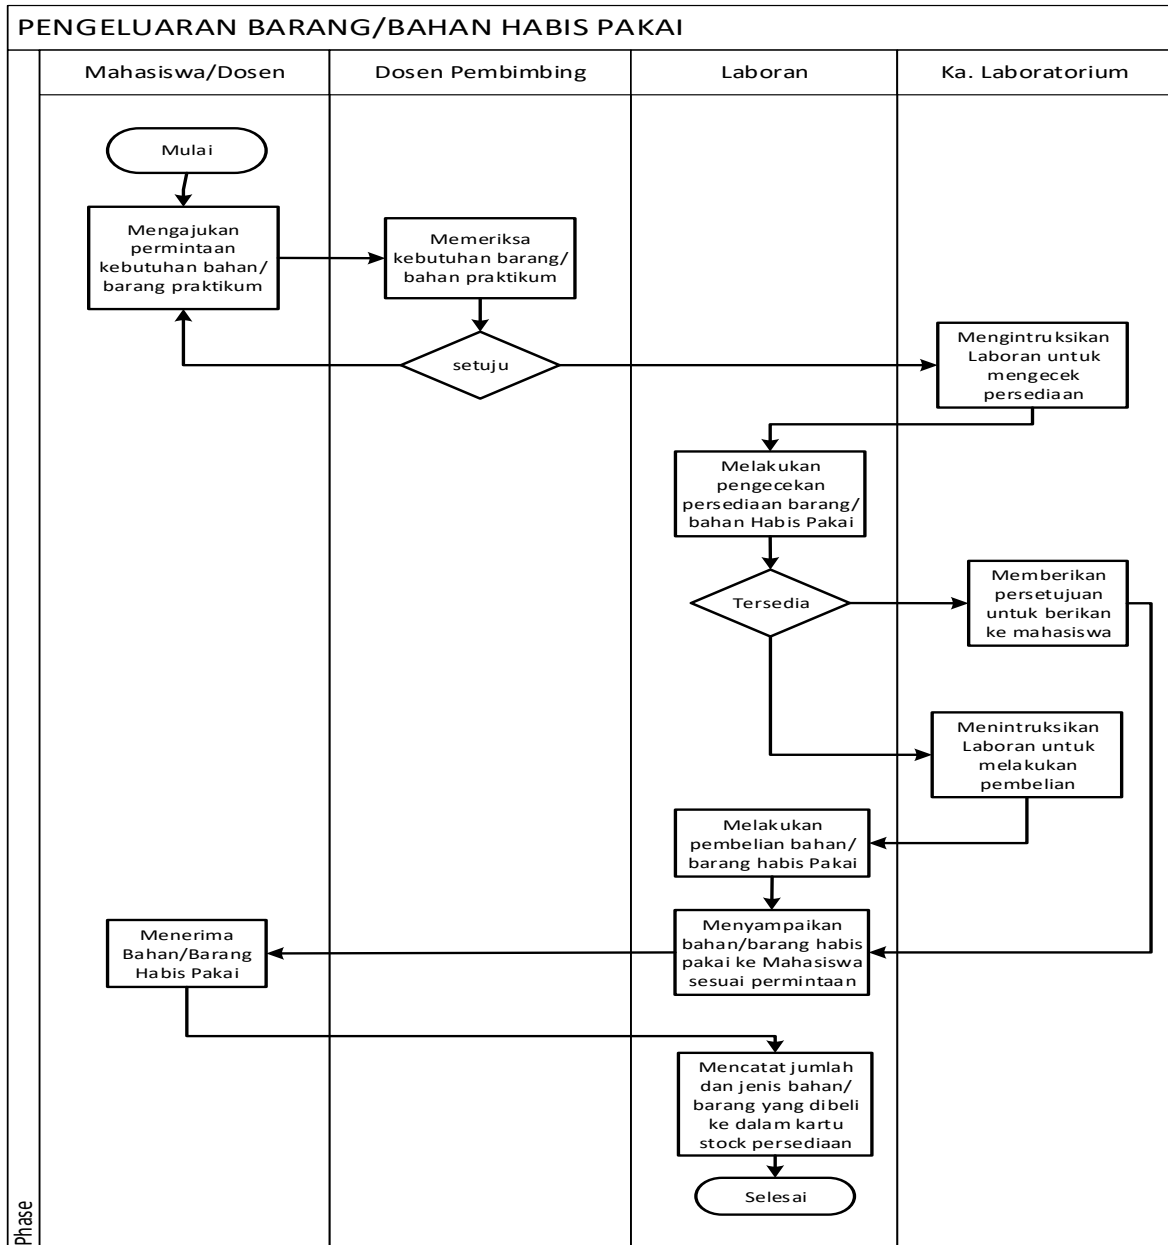 PENGELUARAN BARANG/BAHAN HABIS PAKAI
Mahasiswa/Dosen
Dosen Pembimbing
Laboran
Ka. Laboratorium
Mulai
Mengajukan
permintaan
kebutuhan bahan/
barang praktikum
Memeriksa
kebutuhan barang/
bahan praktikum
setuju
Mengintruksikan
Laboran untuk
mengecek
persediaan
Melakukan
pengecekan
persediaan barang/
bahan Habis Pakai
Tersedia
Memberikan
persetujuan
untuk berikan
ke mahasiswa
Menintruksikan
Laboran untuk
melakukan
pembelian
Melakukan
pembelian bahan/
barang habis Pakai
Menyampaikan
bahan/barang habis
pakai ke Mahasiswa
sesuai permintaan
Menerima
Bahan/Barang
Habis Pakai
Mencatat jumlah
dan jenis bahan/
barang yang dibeli
ke dalam kartu
stock persediaan
Selesai
Phase